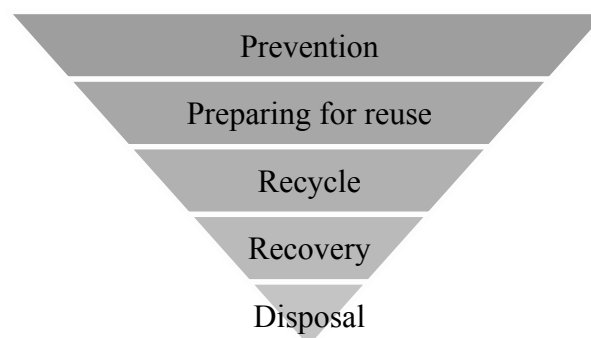 Prevention
Preparing for reuse
Recycle
Recovery
Disposal